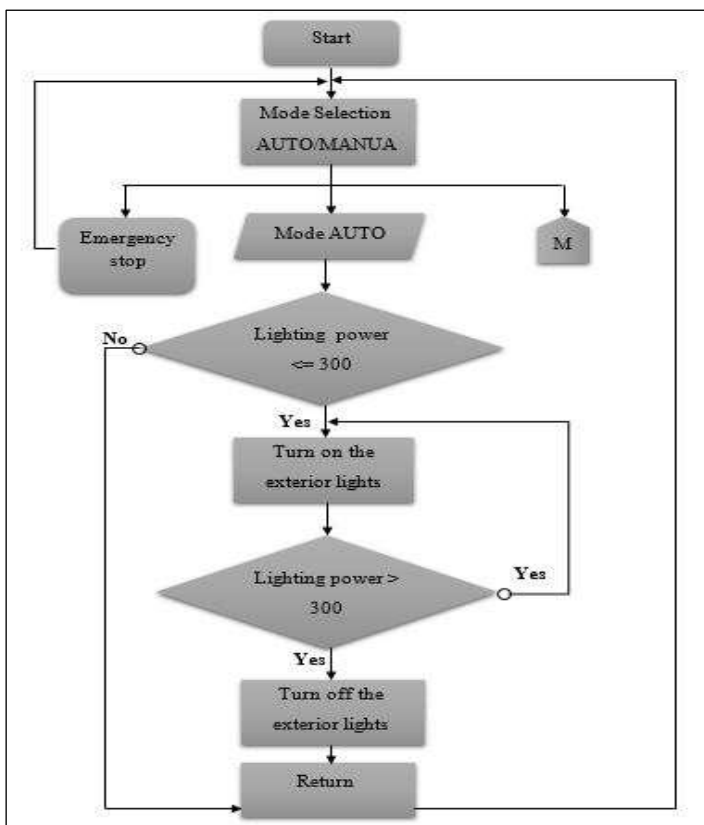 Start
Mode Selection
AUTO/MANUA
Emergency
stop
Mode AUTO
M
Lighting power
<= 300
No
Yes
Turn on the
exterior lights
Lighting power >
300
Yes
Yes
Turn off the
exterior lights
Return